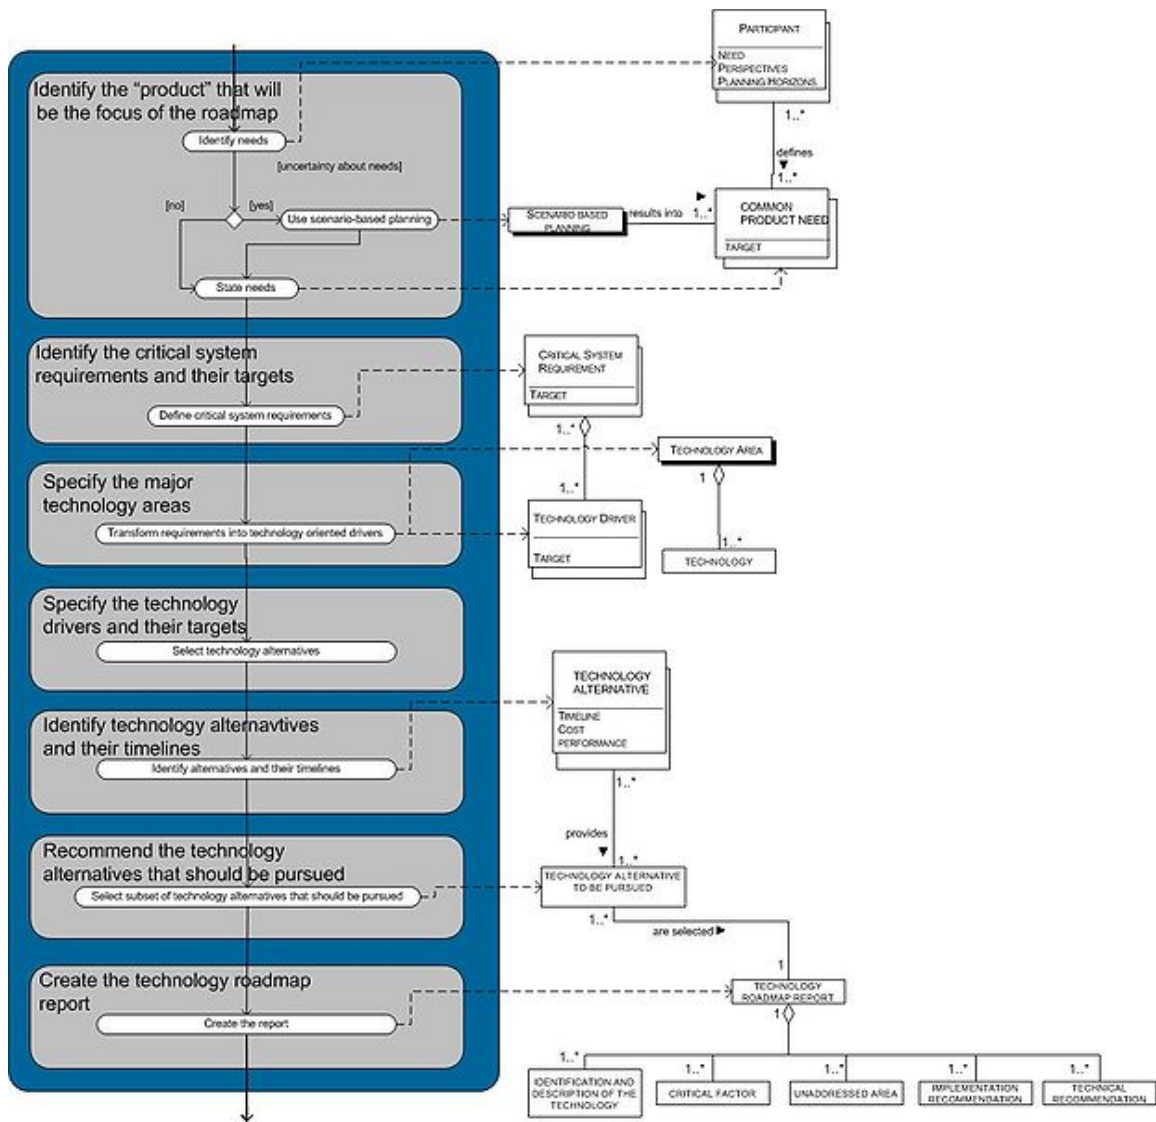 Identify the “product” that will
be the focus of the roadmap
Identify needs
[uncertainty about needs]
[no]
[yes]
Use scenario-based planning
State needs
Identify the critical system
requirements and their targets
Define critical system requirements
Specify the major
technology areas
Transform requirements into technology oriented drivers
Specify the technology
drivers and their targets
Select technology alternatives
Identify technology alternavtives
and their timelines
Identify alternatives and their timelines
Recommend the technology
alternatives that should be pursued
Select subset of technology alternatives that should be pursued
Create the technology roadmap
report
Create the report
PARTICIPANT
NEED
PERSPECTIVES
PLANNING HORIZONS
1..*
defines
1..*
SCENARIO BASED
PLANNING
results into
1..*
COMMON
PRODUCT NEED
TARGET
CRITICAL SYSTEM
REQUIREMENT
TARGET
1..*
1..*
TECHNOLOGY DRIVER
TARGET
TECHNOLOGY AREA
1
1..*
TECHNOLOGY
TECHNOLOGY
ALTERNATIVE
TIMELINE
COST
PERFORMANCE
1..*
provides
1..*
TECHNOLOGY ALTERNATIVE
TO BE PURSUED
1..*
are selected
1
TECHNOLOGY
ROADMAP REPORT
1
1..*
1..*
1..*
1..*
1..*
IDENTIFICATION AND
DESCRIPTION OF THE
TECHNOLOGY
CRITICAL FACTOR
UNADDRESSED AREA
IMPLEMENTATION
RECOMMENDATION
TECHNICAL
RECOMMENDATION